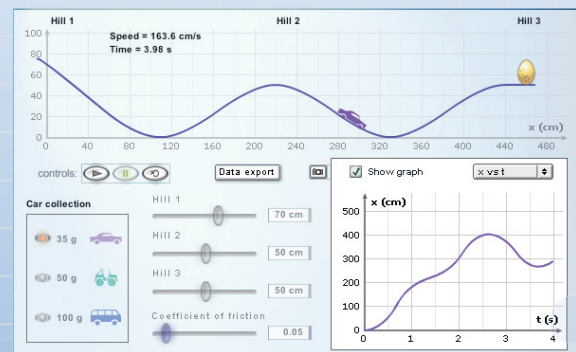 Hill 1 Hill 2 Hill 3
Speed = 163.6 cm/s
Time = 3.98 s
100
80
60
40
20
0
0 40 80 120 160 200 240 280 320 360 400 440 480
x (cm)
controls:
Data export
Show graph
x vs t
Car collection
35 g
50 g
100 g
Hill 1
70 cm
Hill 2
50 cm
Hill 3
50 cm
Coefficient of friction
0.05
x (cm)
500
400
300
200
100
0
0 1 2 3 4
t (s)